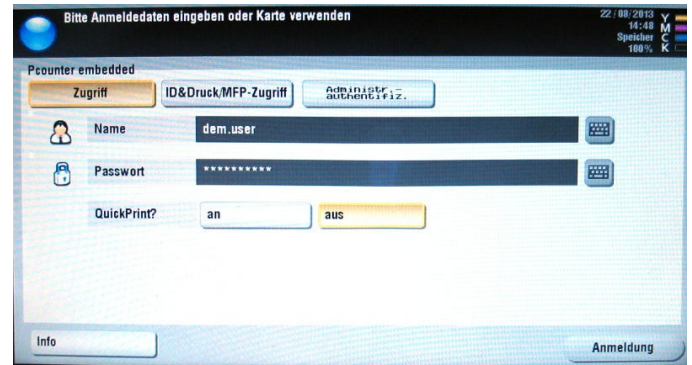 Bitte Anmeldedaten eingeben oder Karte verwenden
22/08/2013
14:48
Speicher
100%
Y
M
C
K
Pcounter embedded
Zugriff
ID&Druck/MFP-Zugriff
Administr.-
authentifiz.
Name
dem.user
Passwort
**********
QuickPrint?
an
aus
Info
Anmeldung